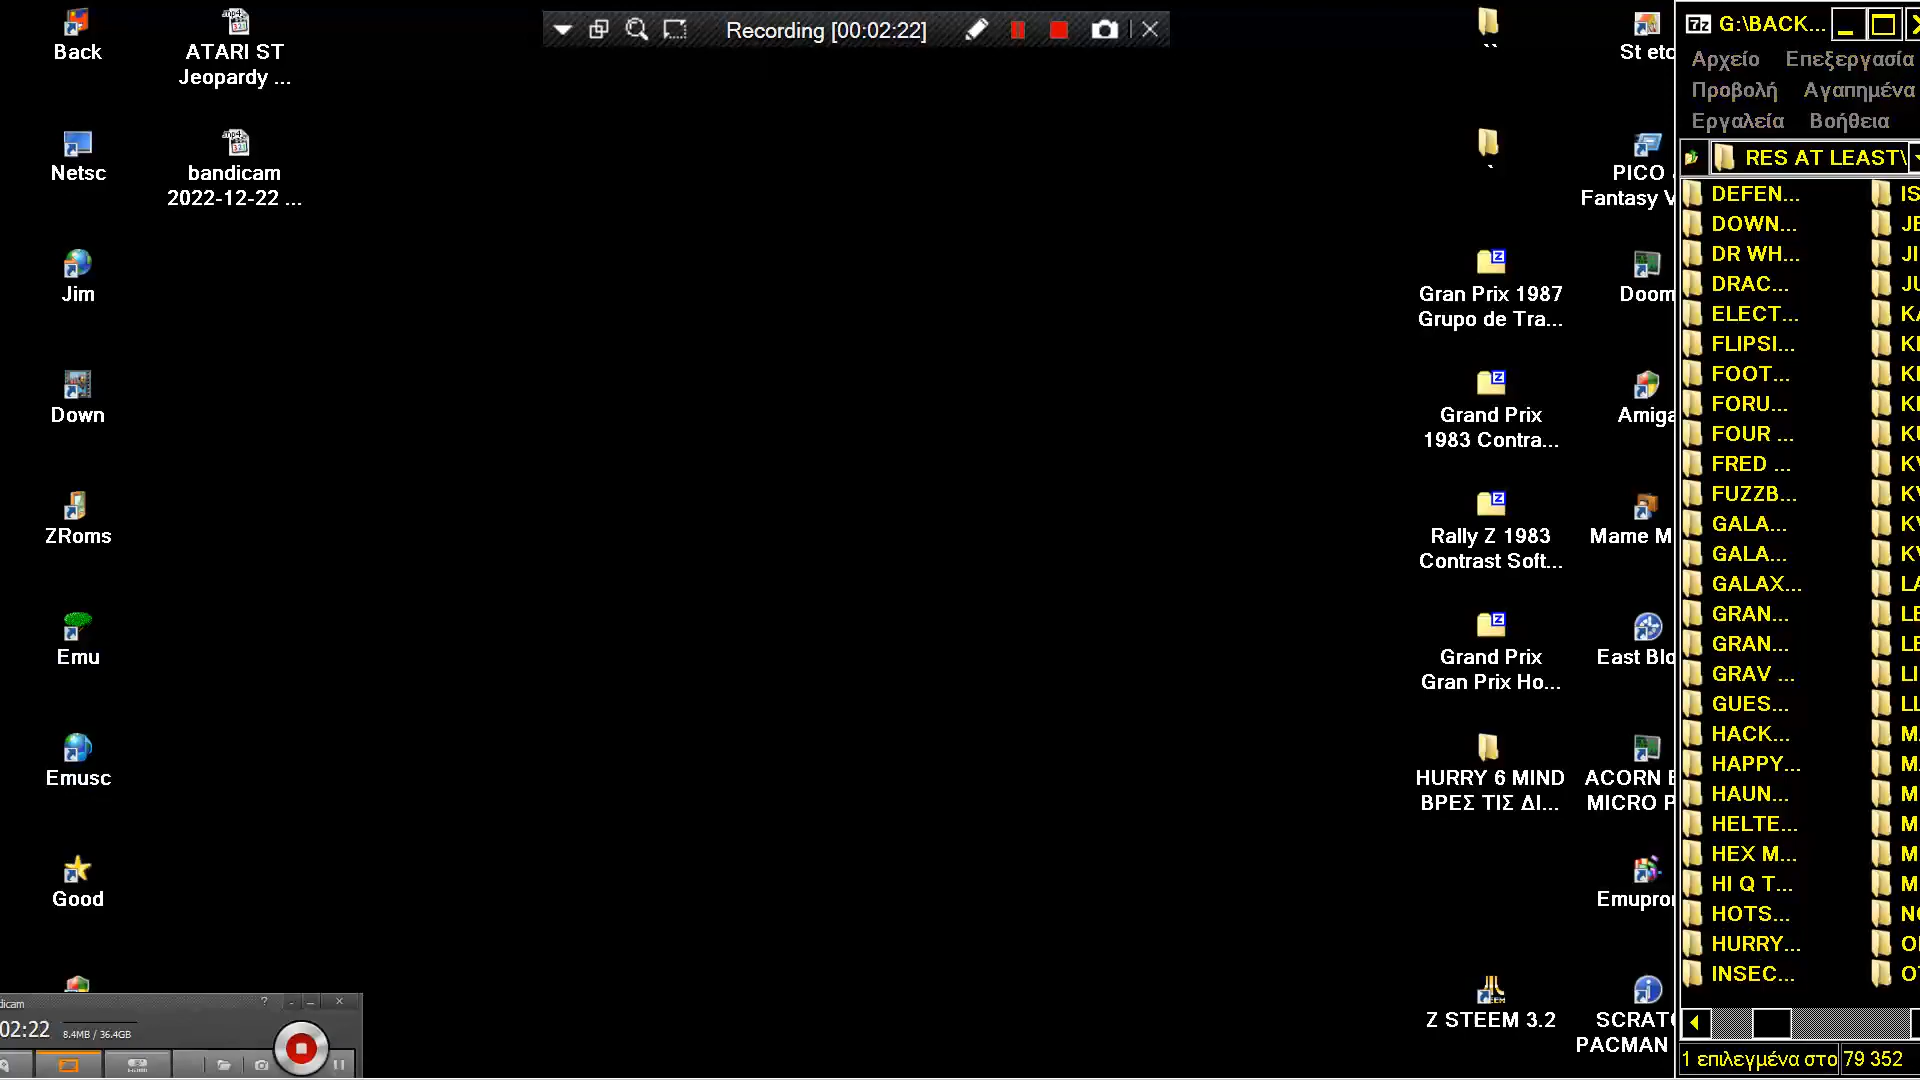 Back
ATARI ST
Jeopardy ...
Netsc
bandicam
2022-12-22 ...
Jim
Down
ZRoms
Emu
Emusc
Good
Recording [00:02:22]
``
`
Gran Prix 1987
Grupo de Tra...
Grand Prix
1983 Contra...
Rally Z 1983
Contrast Soft...
Grand Prix
Gran Prix Ho...
HURRY 6 MIND
ΒΡΕΣ ΤΙΣ ΔΙ...
Z STEEM 3.2
St etc
PICO
Fantasy V
Doom
Amiga
Mame M
East Blo
ACORN B
MICRO P
Emupro
SCRATC
PACMAN
G:\BACK...
Αρχείο Επεξεργασία
Προβολή Αγαπημένα
Εργαλεία Βοήθεια
RES AT LEAST\
DEFEN...
DOWN...
DR WH...
DRAC...
ELECT...
FLIPSI...
FOOT...
FORU...
FOUR ...
FRED ...
FUZZB...
GALA...
GALA...
GALAX...
GRAN...
GRAN...
GRAV ...
GUES...
HACK...
HAPPY...
HAUN...
HELTE...
HEX M...
HI Q T...
HOTS...
HURRY...
INSEC...
1 επιλεγμένα στο 79 352
dicam
02:22 8.4MB / 36.4GB